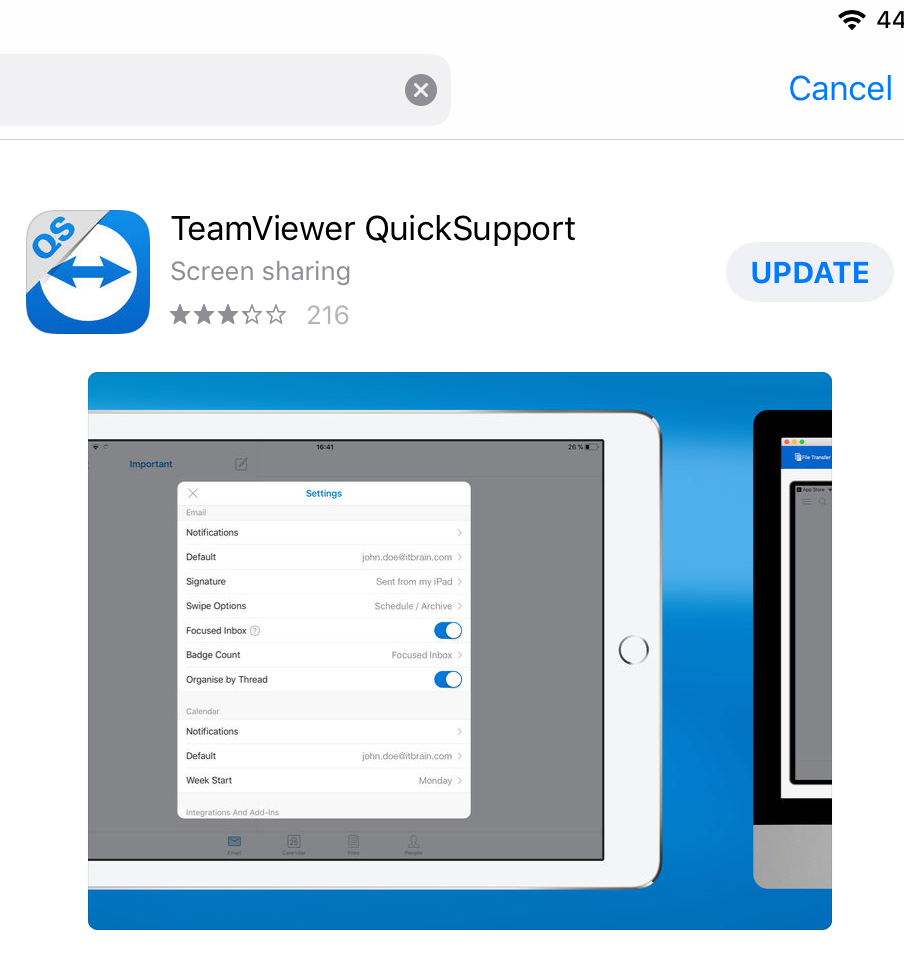 44
Cancel
QS
TeamViewer QuickSupport
Screen sharing
UPDATE
216
16:41
26 %
Important
Settings
Email
Notifications
Default john.doe@itbrain.com
Signature Sent from my iPad
Swipe Options Schedule / Archive
Focused Inbox ?
Badge Count Focused Inbox
Organise by Thread
Calendar
Notifications
Default john.doe@itbrain.com
Week Start Monday
Integrations And Add-Ins
Email Calendar Files People
File Transfer
App Store